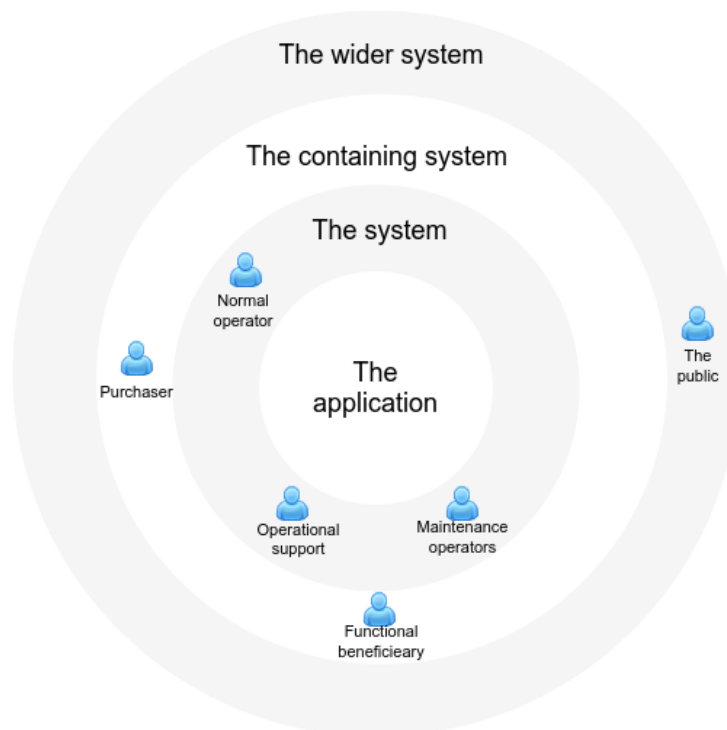 The wider system
The containing system
The system
Normal
operator
Purchaser
The
public
The
application
Operational
support
Maintenance
operators
Functional
beneficieary